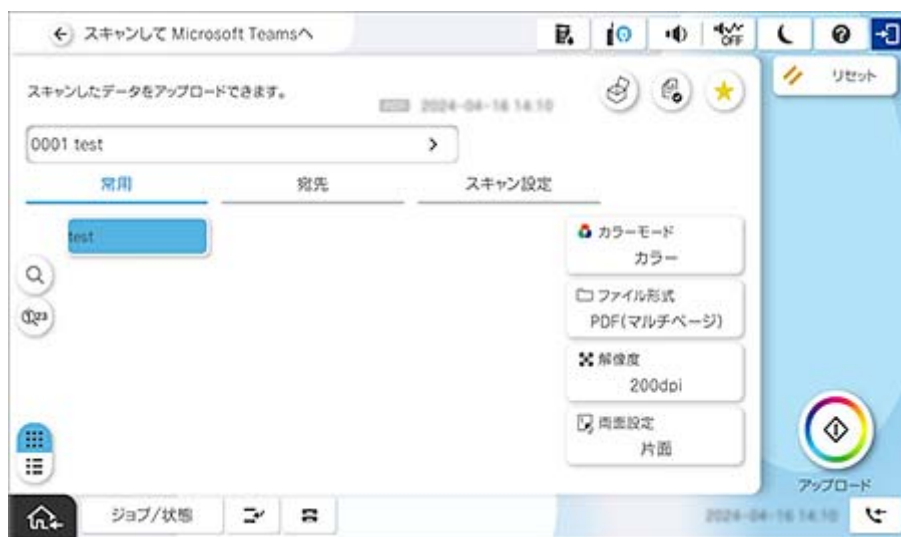 スキャンして Microsoft Teamsへ
OFF
リセット
スキャンしたデータをアップロードできます。
2024-04-16 14:10
0001 test
常用
宛先
スキャン設定
test
カラーモード
カラー
ファイル形式
PDF(マルチページ)
解像度
200dpi
両面設定
片面
アップロード
ジョブ/状態
2024-04-16 14:10